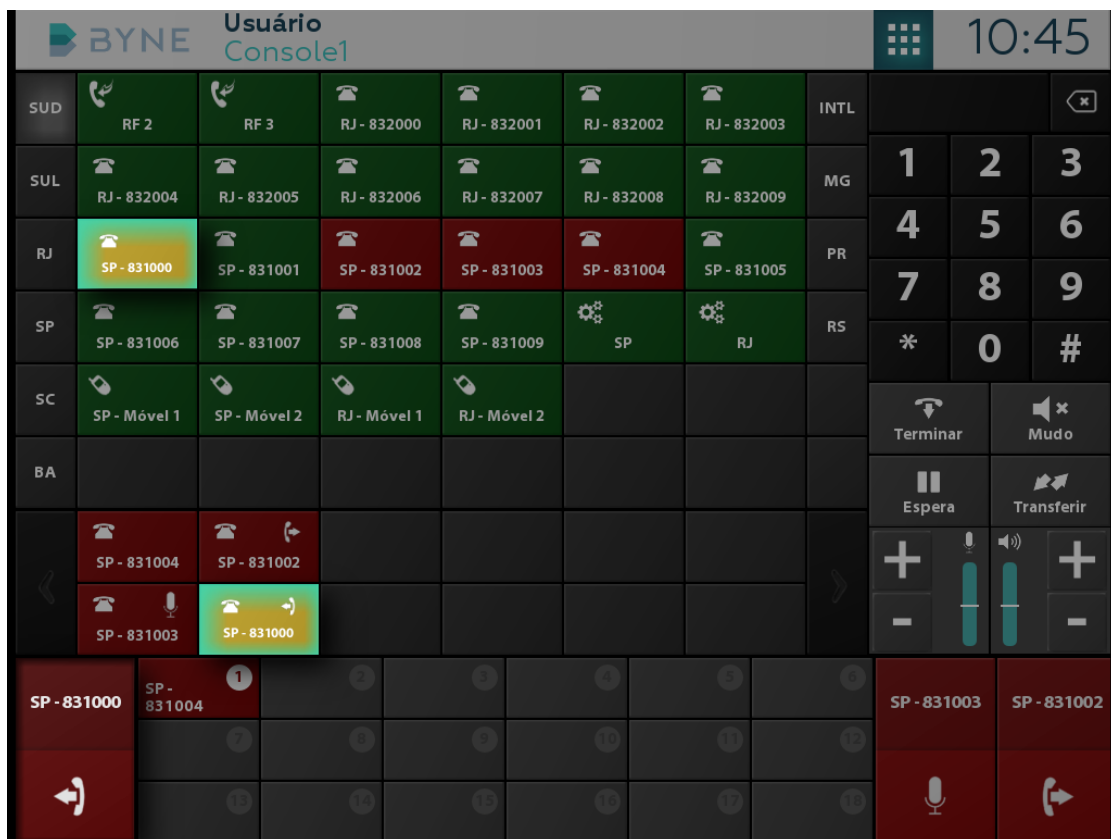 BYNE
Usuário
Console1
10:45
SUD
RF 2
RF 3
RJ - 832000
RJ - 832001
RJ - 832002
RJ - 832003
INTL
SUL
RJ - 832004
RJ - 832005
RJ - 832006
RJ - 832007
RJ - 832008
RJ - 832009
MG
RJ
SP - 831000
SP - 831001
SP - 831002
SP - 831003
SP - 831004
SP - 831005
PR
SP
SP - 831006
SP - 831007
SP - 831008
SP - 831009
SP
RJ
RS
SC
SP - Móvel 1
SP - Móvel 2
RJ - Móvel 1
RJ - Móvel 2
BA
SP - 831004
SP - 831002
SP - 831003
SP - 831000
1 2 3
4 5 6
7 8 9
* 0 #
Terminar
Mudo
Espera
Transferir
+ +
- -
SP - 831000
SP -
831004
1
2
3
4
5
6
7
8
9
10
11
12
13
14
15
16
17
18
SP - 831003
SP - 831002